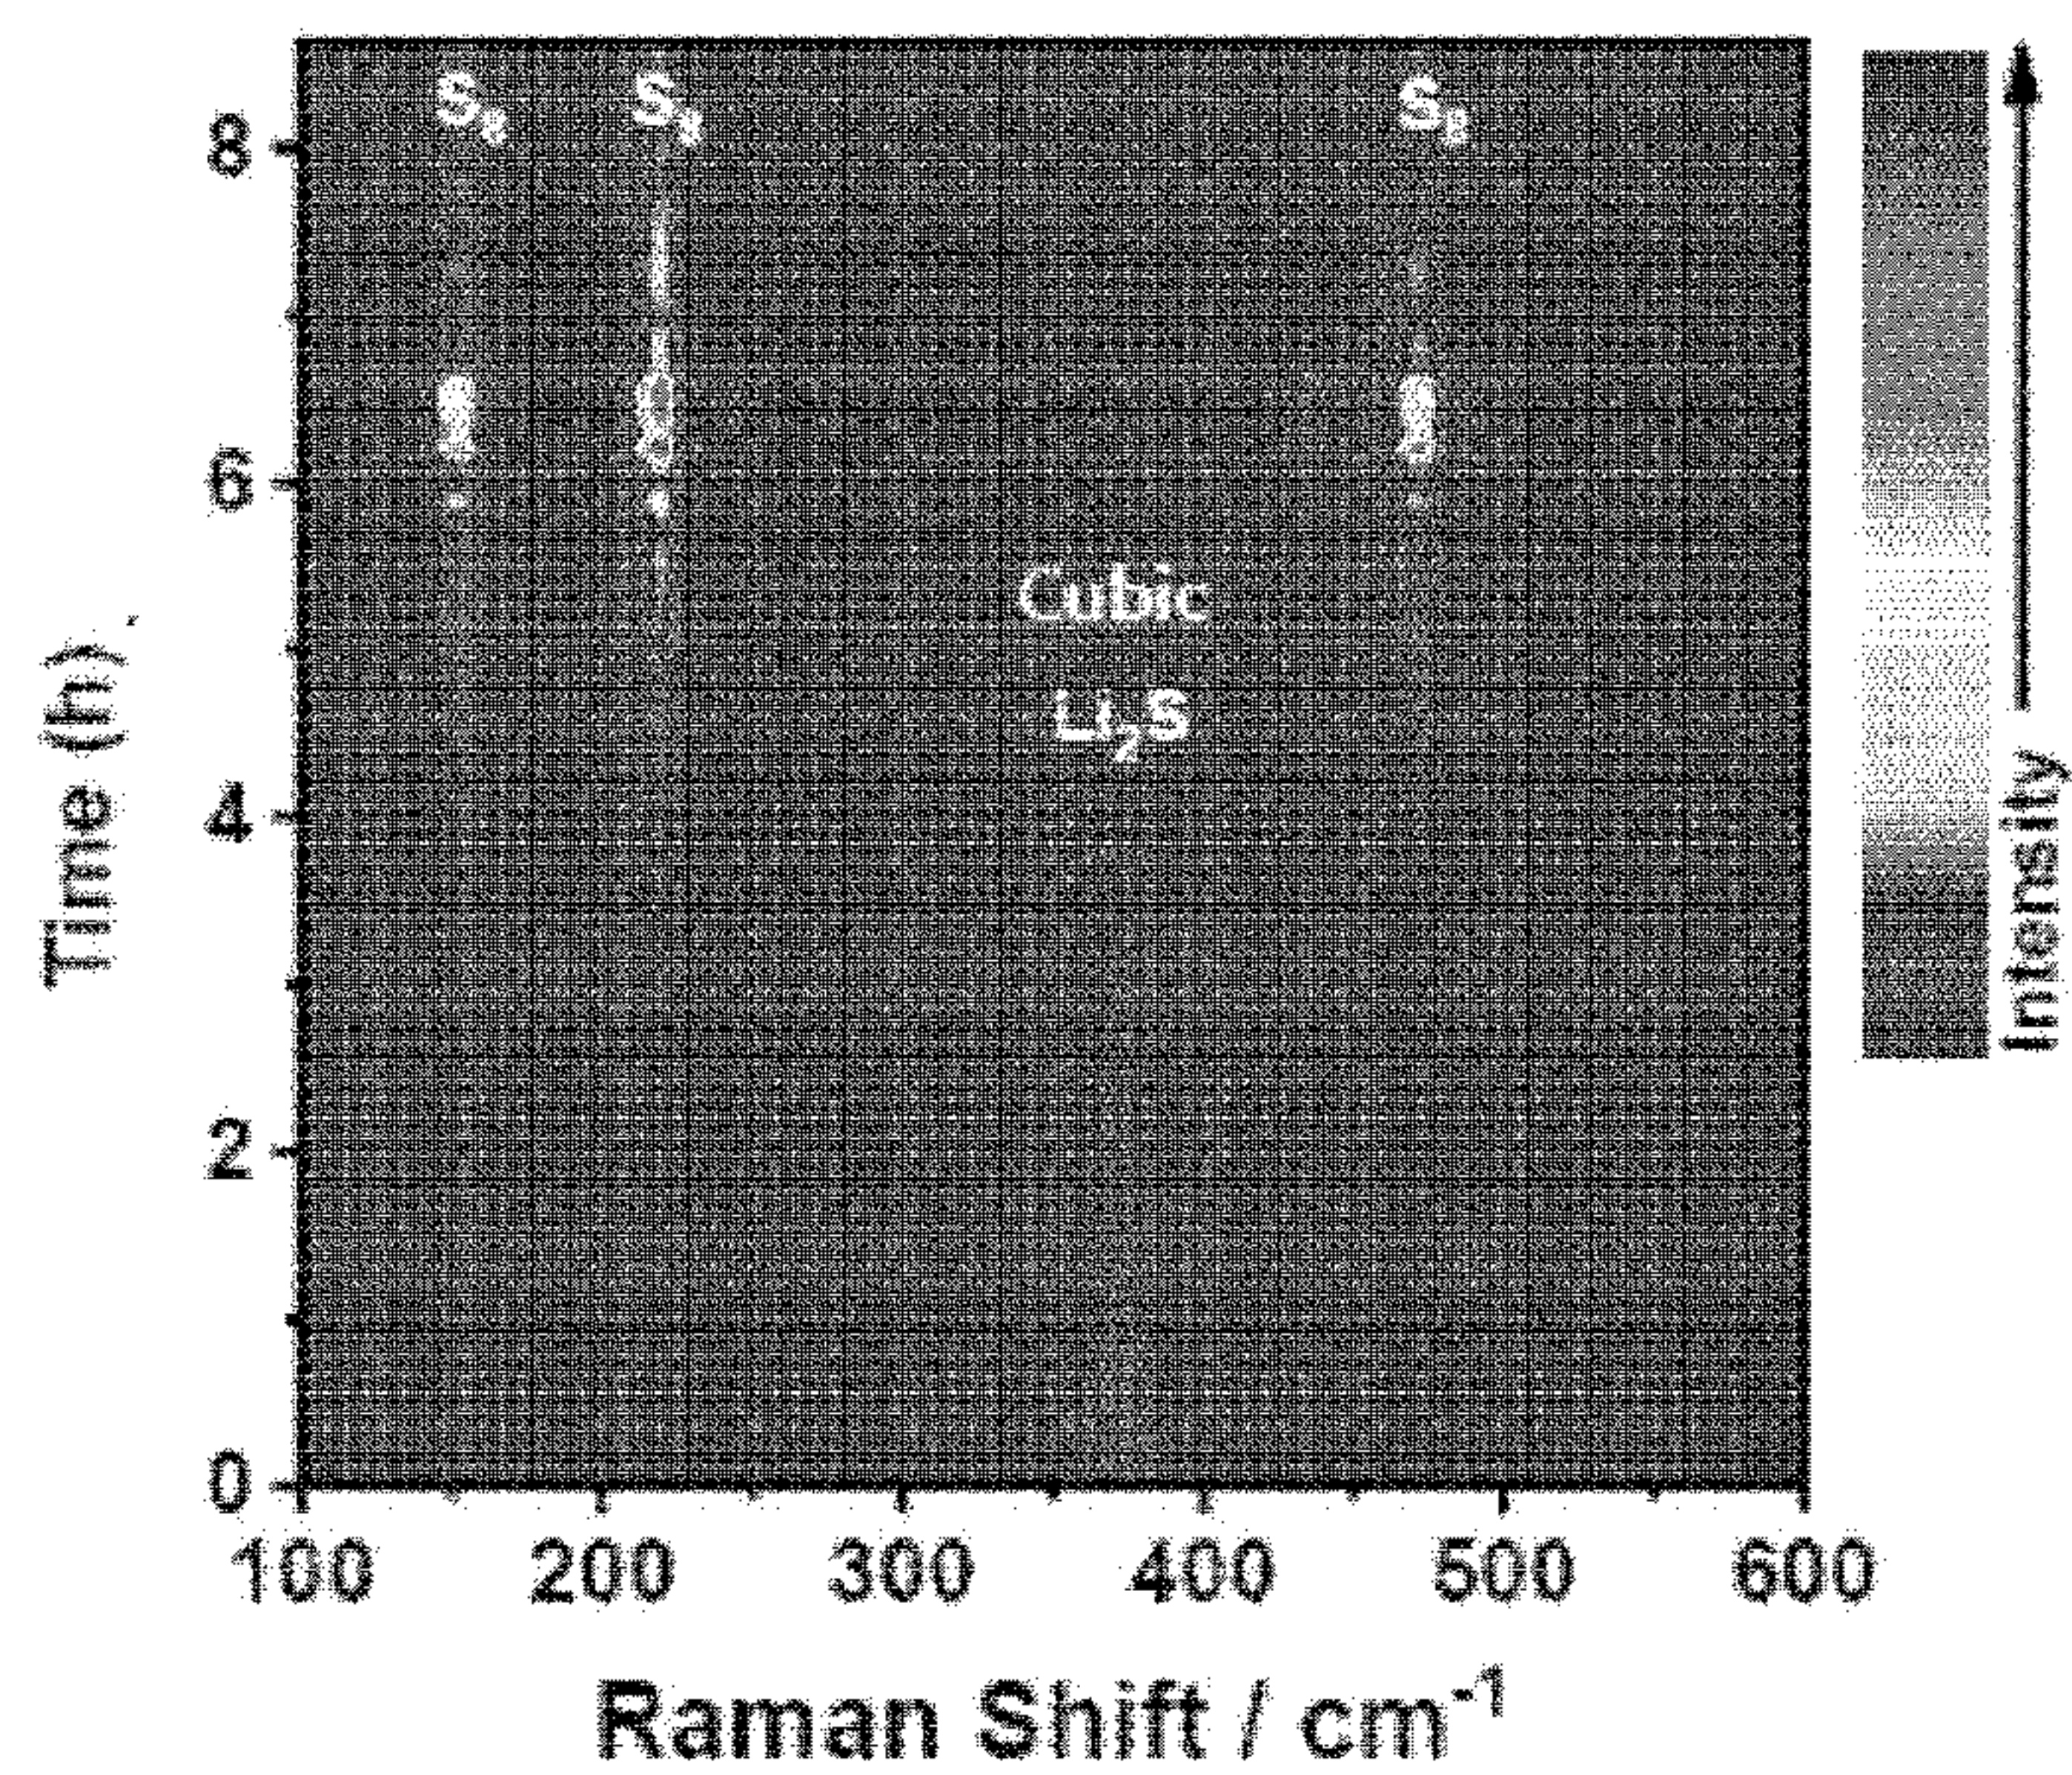 S₈ S₈ S₈
8
6
4
2
0
Time (h)
Cubic
Li₂S
Intensity
100 200 300 400 500 600
Raman Shift / cm⁻¹